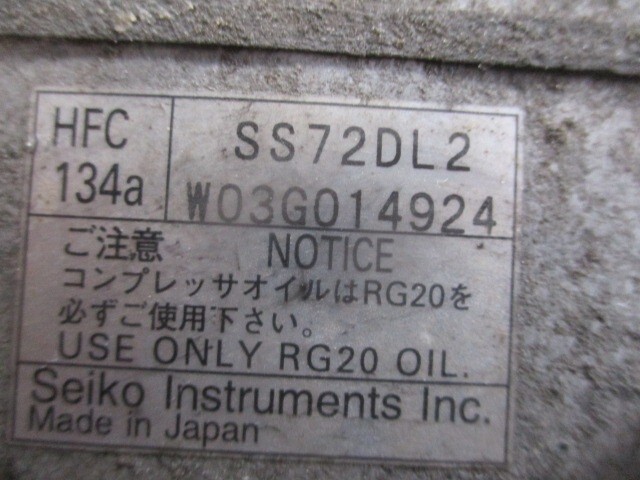 HFC
134a
SS72DL2
W03G014924
ご注意 NOTICE
コンプレッサオイルはRG20を
必ずご使用下さい。
USE ONLY RG20 OIL.
Seiko Instruments Inc.
Made in Japan